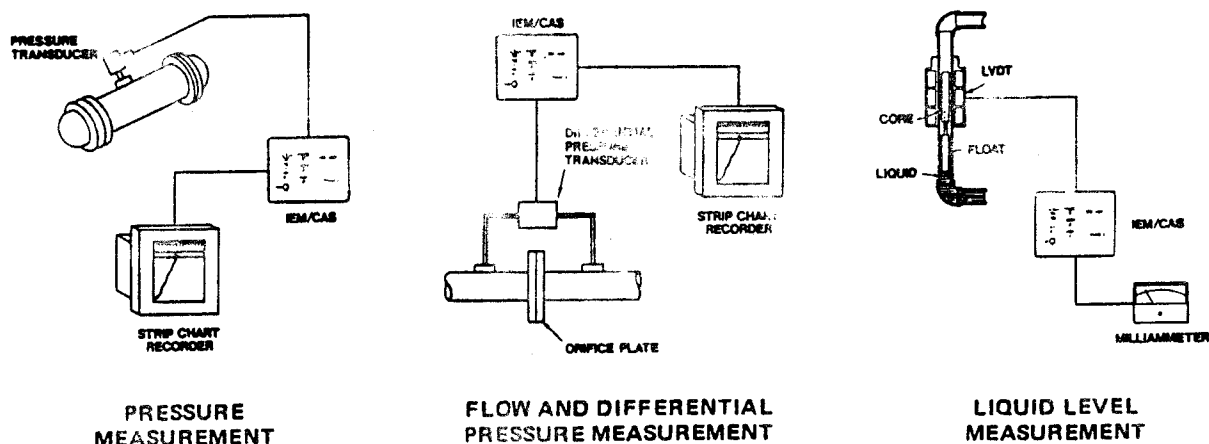 PRESSURE
TRANSDUCER
IEM/CAS
STRIP CHART
RECORDER
PRESSURE
MEASUREMENT
IEM/CAS
PRESSURE
TRANSDUCER
STRIP CHART
RECORDER
ORIFICE PLATE
FLOW AND DIFFERENTIAL
PRESSURE MEASUREMENT
LVDT
CORE
FLOAT
LIQUID
IEM/CAS
MILLIAMMETER
LIQUID LEVEL
MEASUREMENT